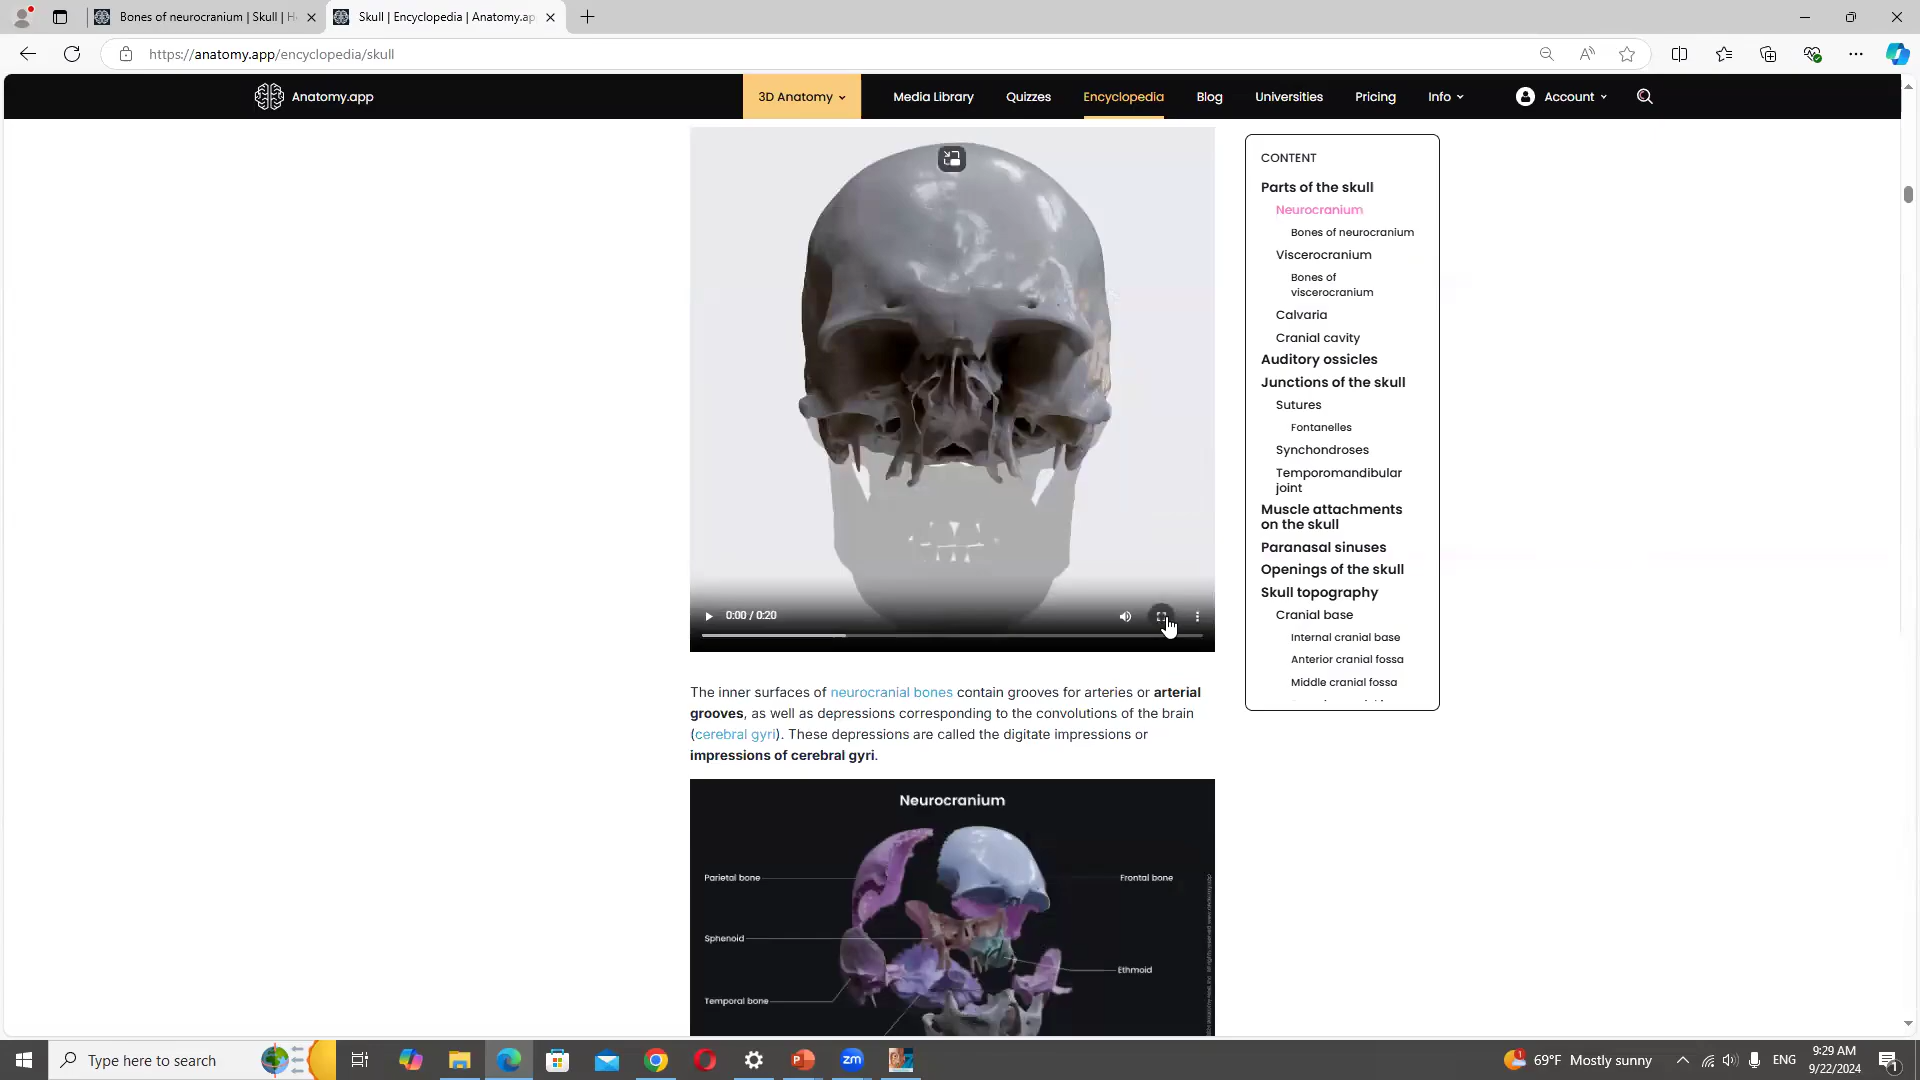 Bones of neurocranium | Skull | H
Skull | Encyclopedia | Anatomy.ap
https://anatomy.app/encyclopedia/skull
Anatomy.app
3D Anatomy
Media Library
Quizzes
Encyclopedia
Blog
Universities
Pricing
Info
Account
0:00 / 0:20
The inner surfaces of neurocranial bones contain grooves for arteries or arterial
grooves, as well as depressions corresponding to the convolutions of the brain
(cerebral gyri). These depressions are called the digitate impressions or
impressions of cerebral gyri.
Neurocranium
Parietal bone
Frontal bone
Sphenoid
Ethmoid
Temporal bone
CONTENT
Parts of the skull
Neurocranium
Bones of neurocranium
Viscerocranium
Bones of
viscerocranium
Calvaria
Cranial cavity
Auditory ossicles
Junctions of the skull
Sutures
Fontanelles
Synchondroses
Temporomandibular
joint
Muscle attachments
on the skull
Paranasal sinuses
Openings of the skull
Skull topography
Cranial base
Internal cranial base
Anterior cranial fossa
Middle cranial fossa
Type here to search
zm
69°F Mostly sunny
ENG
9:29 AM
9/22/2024